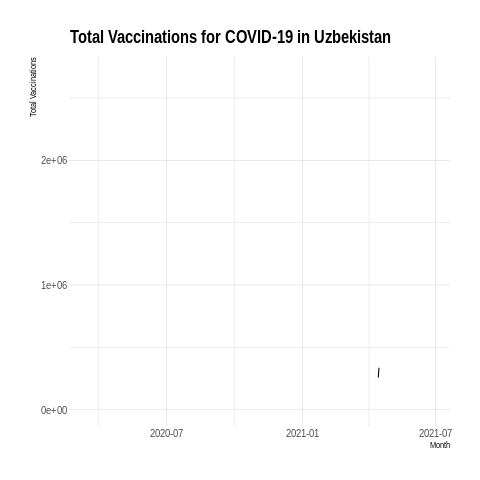 Total Vaccinations for COVID-19 in Uzbekistan
Total Vaccinations
2e+06
1e+06
0e+00
2020-07 2021-01 2021-07
Month